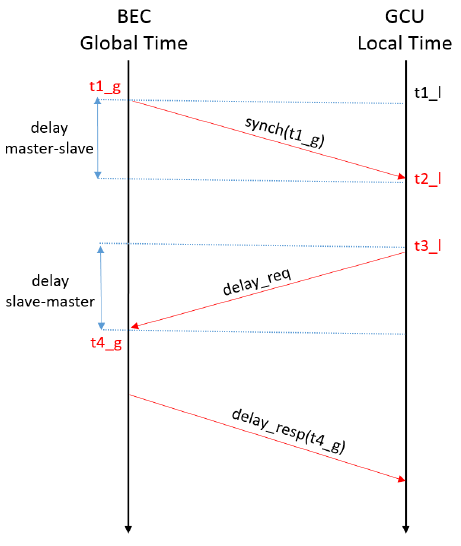 BEC
Global Time
GCU
Local Time
t1_g
t1_l
delay
master-slave
synch(t1_g)
t2_l
t3_l
delay
slave-master
delay_req
t4_g
delay_resp(t4_g)